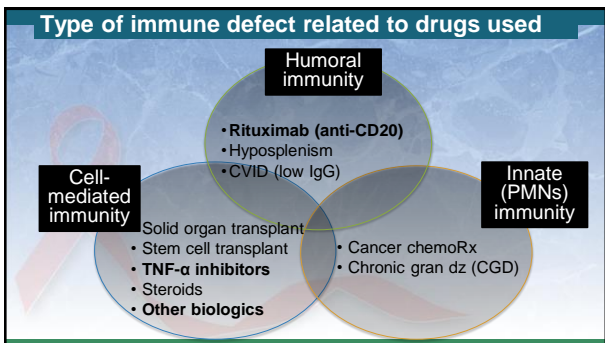 Type of immune defect related to drugs used
Humoral
immunity
• Rituximab (anti-CD20)
• Hyposplenism
• CVID (low IgG)
Cell-
mediated
immunity
• Solid organ transplant
• Stem cell transplant
• TNF-α inhibitors
• Steroids
• Other biologics
Innate
(PMNs)
immunity
• Cancer chemoRx
• Chronic gran dz (CGD)